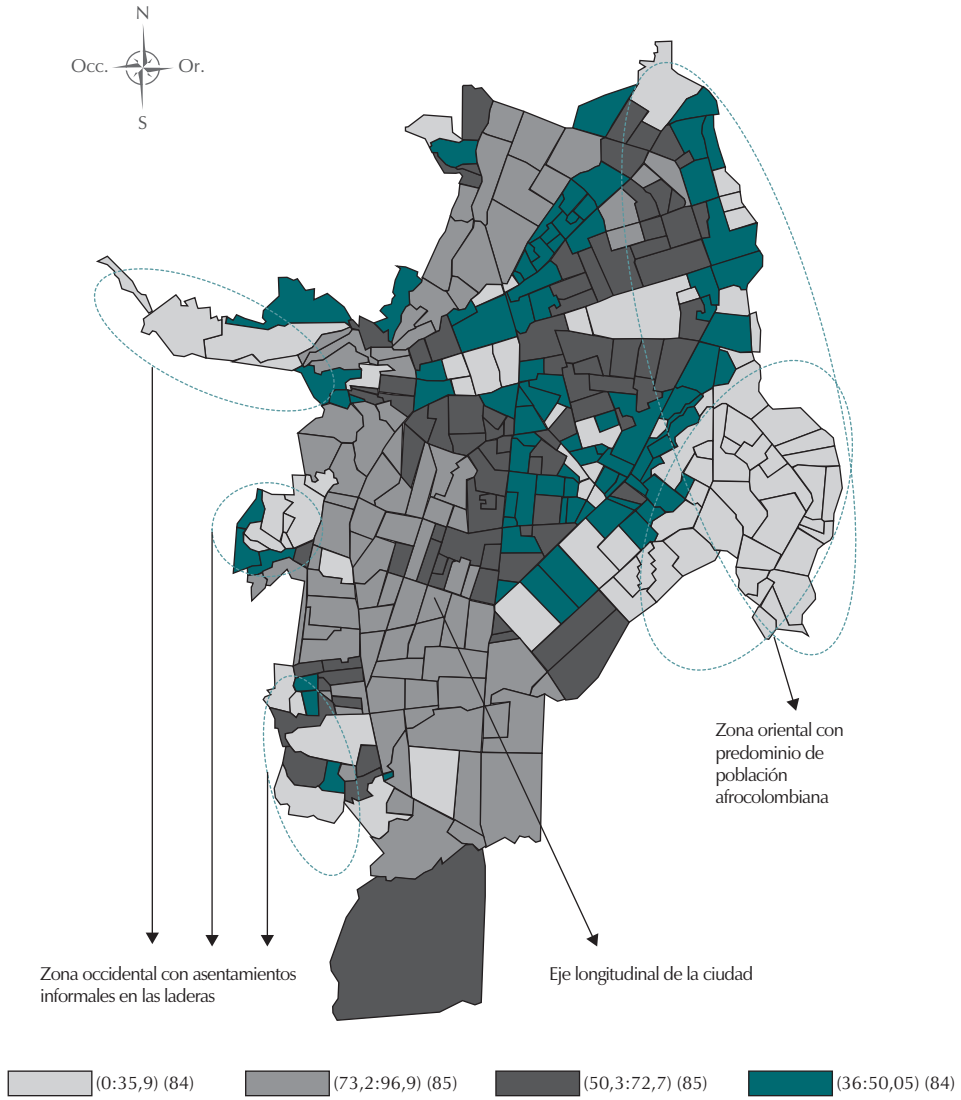 N
Occ.
Or.
S
Zona oriental con
predominio de
población
afrocolombiana
Zona occidental con asentamientos
informales en las laderas
Eje longitudinal de la ciudad
(0:35,9) (84)
(73,2:96,9) (85)
(50,3:72,7) (85)
(36:50,05) (84)